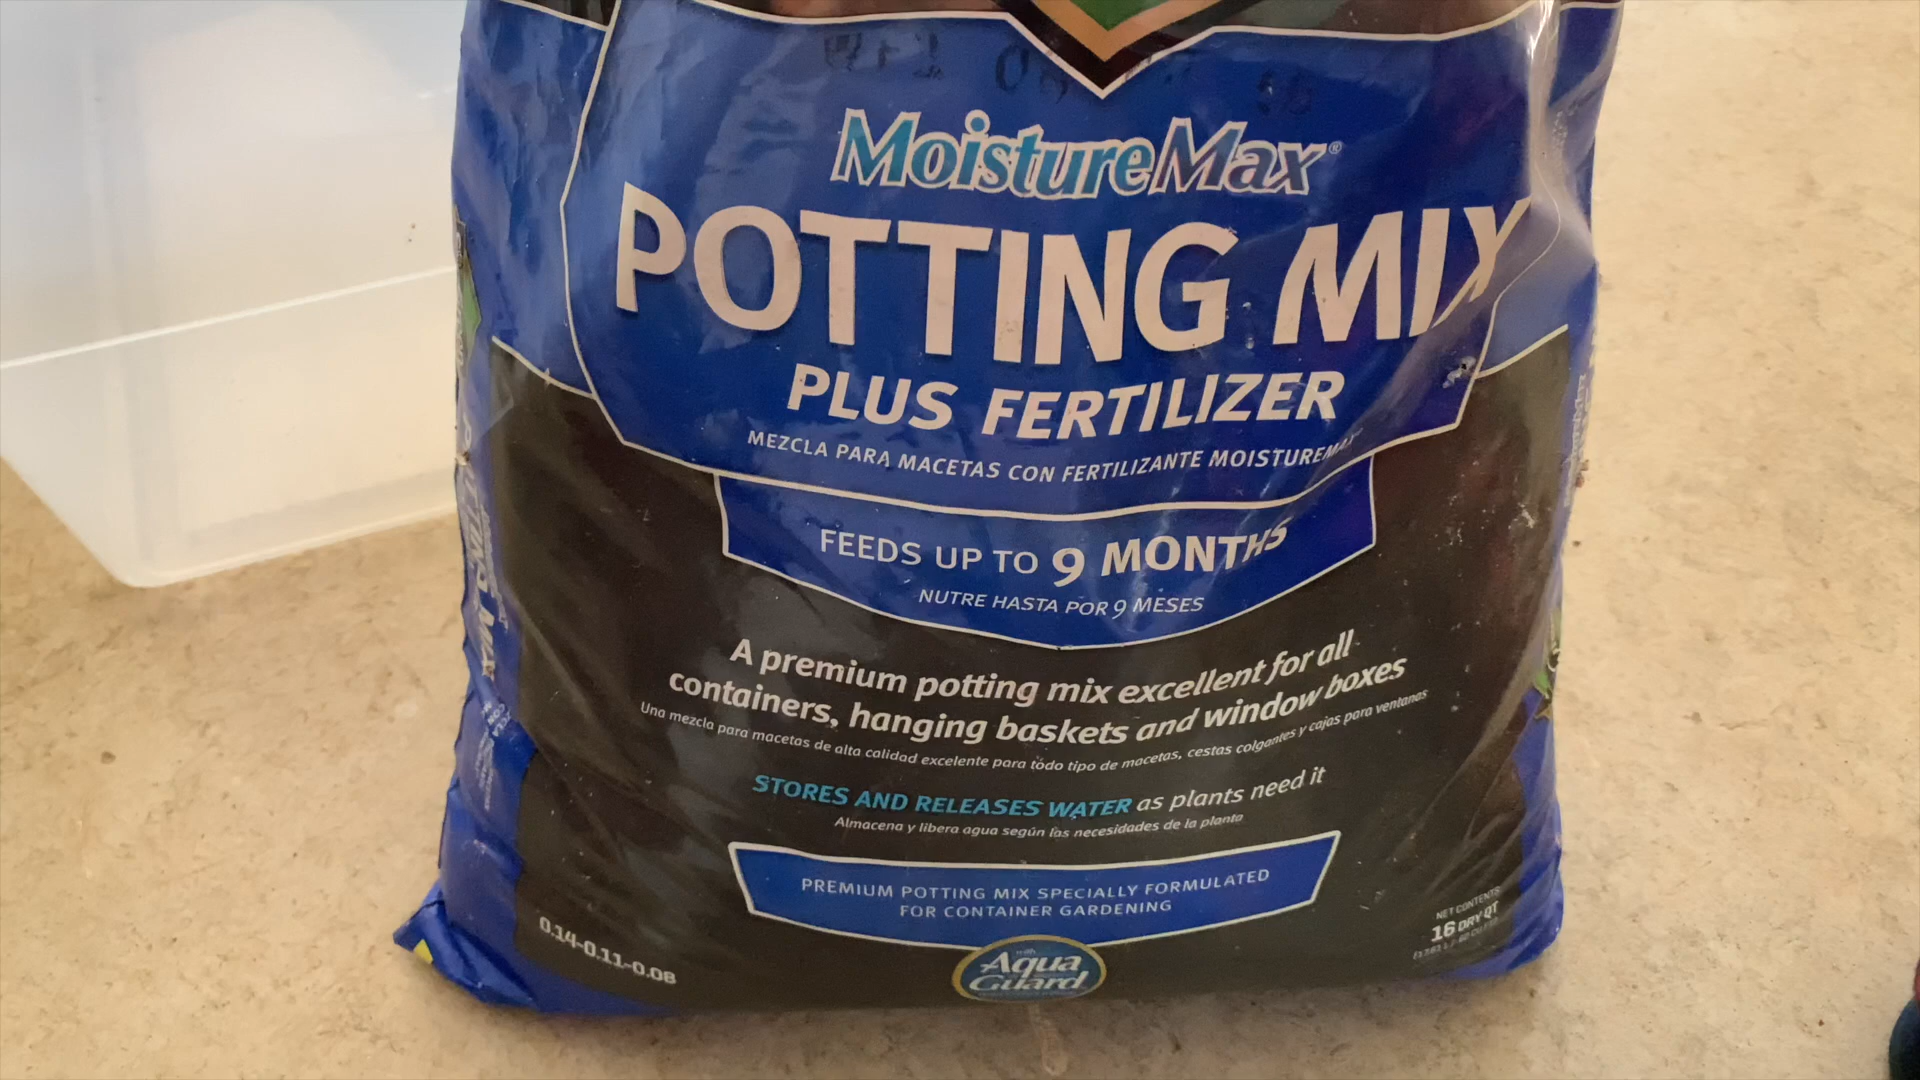 MoistureMax®
POTTING MIX
PLUS FERTILIZER
MEZCLA PARA MACETAS CON FERTILIZANTE MOISTUREMAX
FEEDS UP TO 9 MONTHS
NUTRE HASTA POR 9 MESES
A premium potting mix excellent for all
containers, hanging baskets and window boxes
Una mezcla para macetas de alta calidad excelente para todo tipo de macetas, cestas colgantes y cajas para ventanas
STORES AND RELEASES WATER as plants need it
Almacena y libera agua según las necesidades de la planta
PREMIUM POTTING MIX SPECIALLY FORMULATED
FOR CONTAINER GARDENING
0.14-0.11-0.08
NET CONTENTS
16 DRY QT
with
Aqua
Guard
POTTING MIX